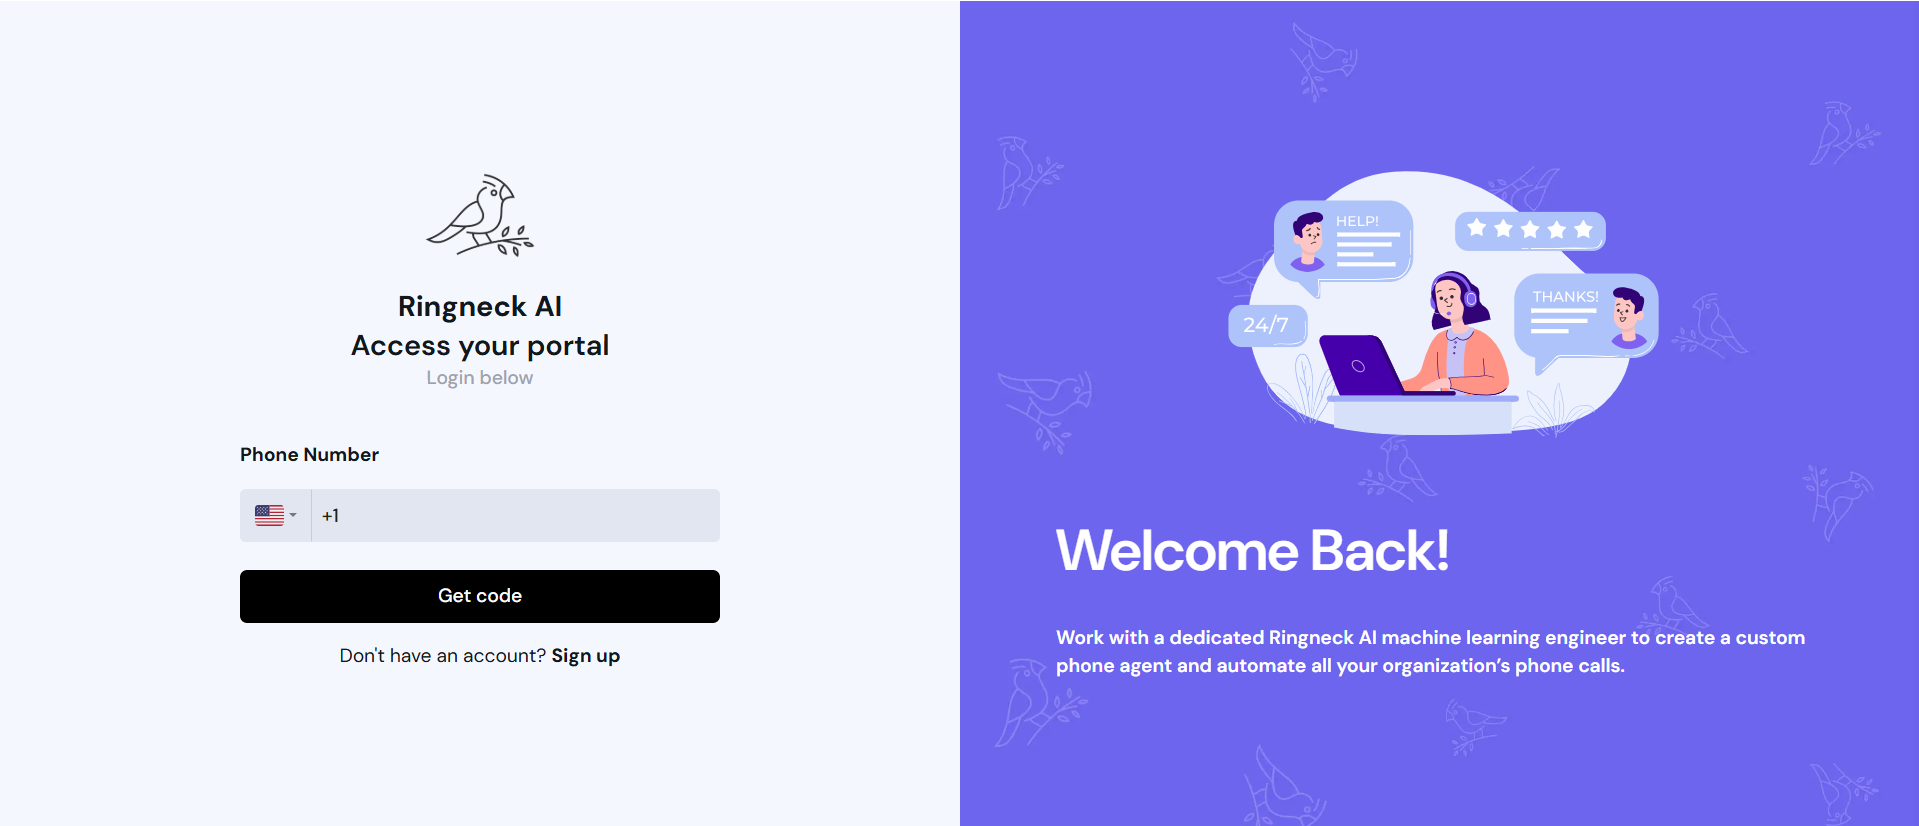 Ringneck AI
Access your portal
Login below
Phone Number
+1
Get code
Don't have an account? Sign up
HELP!
24/7
THANKS!
Welcome Back!
Work with a dedicated Ringneck AI machine learning engineer to create a custom
phone agent and automate all your organization’s phone calls.